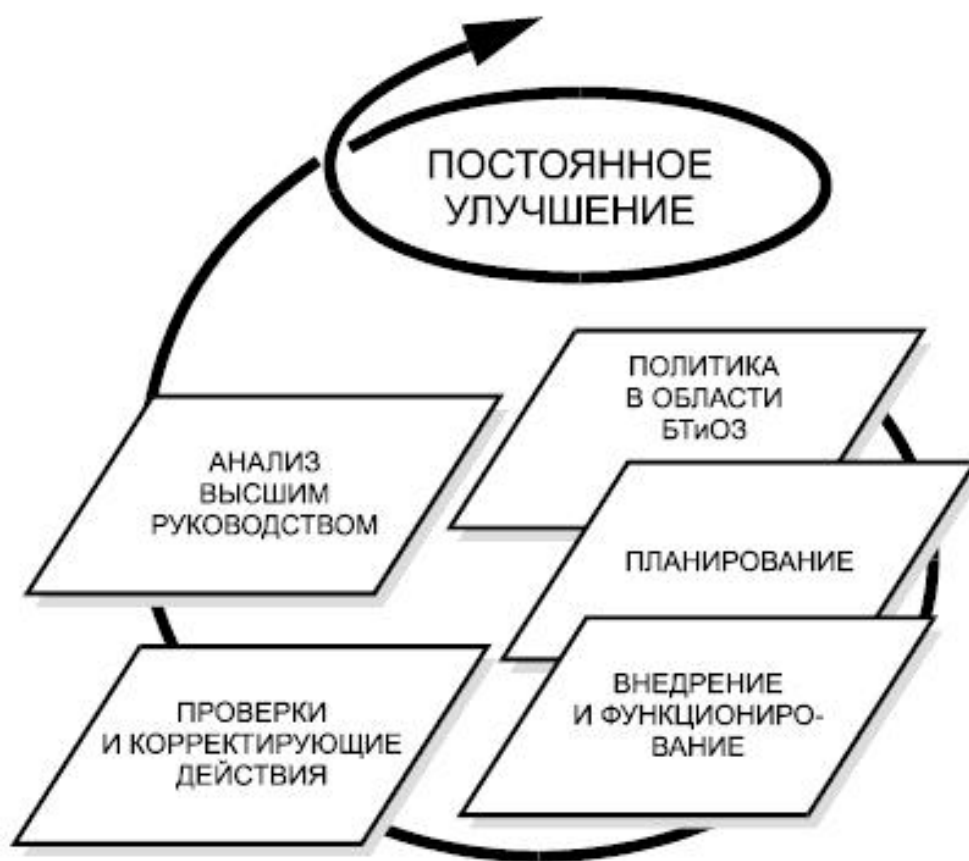 ПОСТОЯННОЕ
УЛУЧШЕНИЕ
ПОЛИТИКА
В ОБЛАСТИ
БТиОЗ
ПЛАНИРОВАНИЕ
ВНЕДРЕНИЕ
И ФУНКЦИОНИРО-
ВАНИЕ
ПРОВЕРКИ
И КОРРЕКТИРУЮЩИЕ
ДЕЙСТВИЯ
АНАЛИЗ
ВЫСШИМ
РУКОВОДСТВОМ